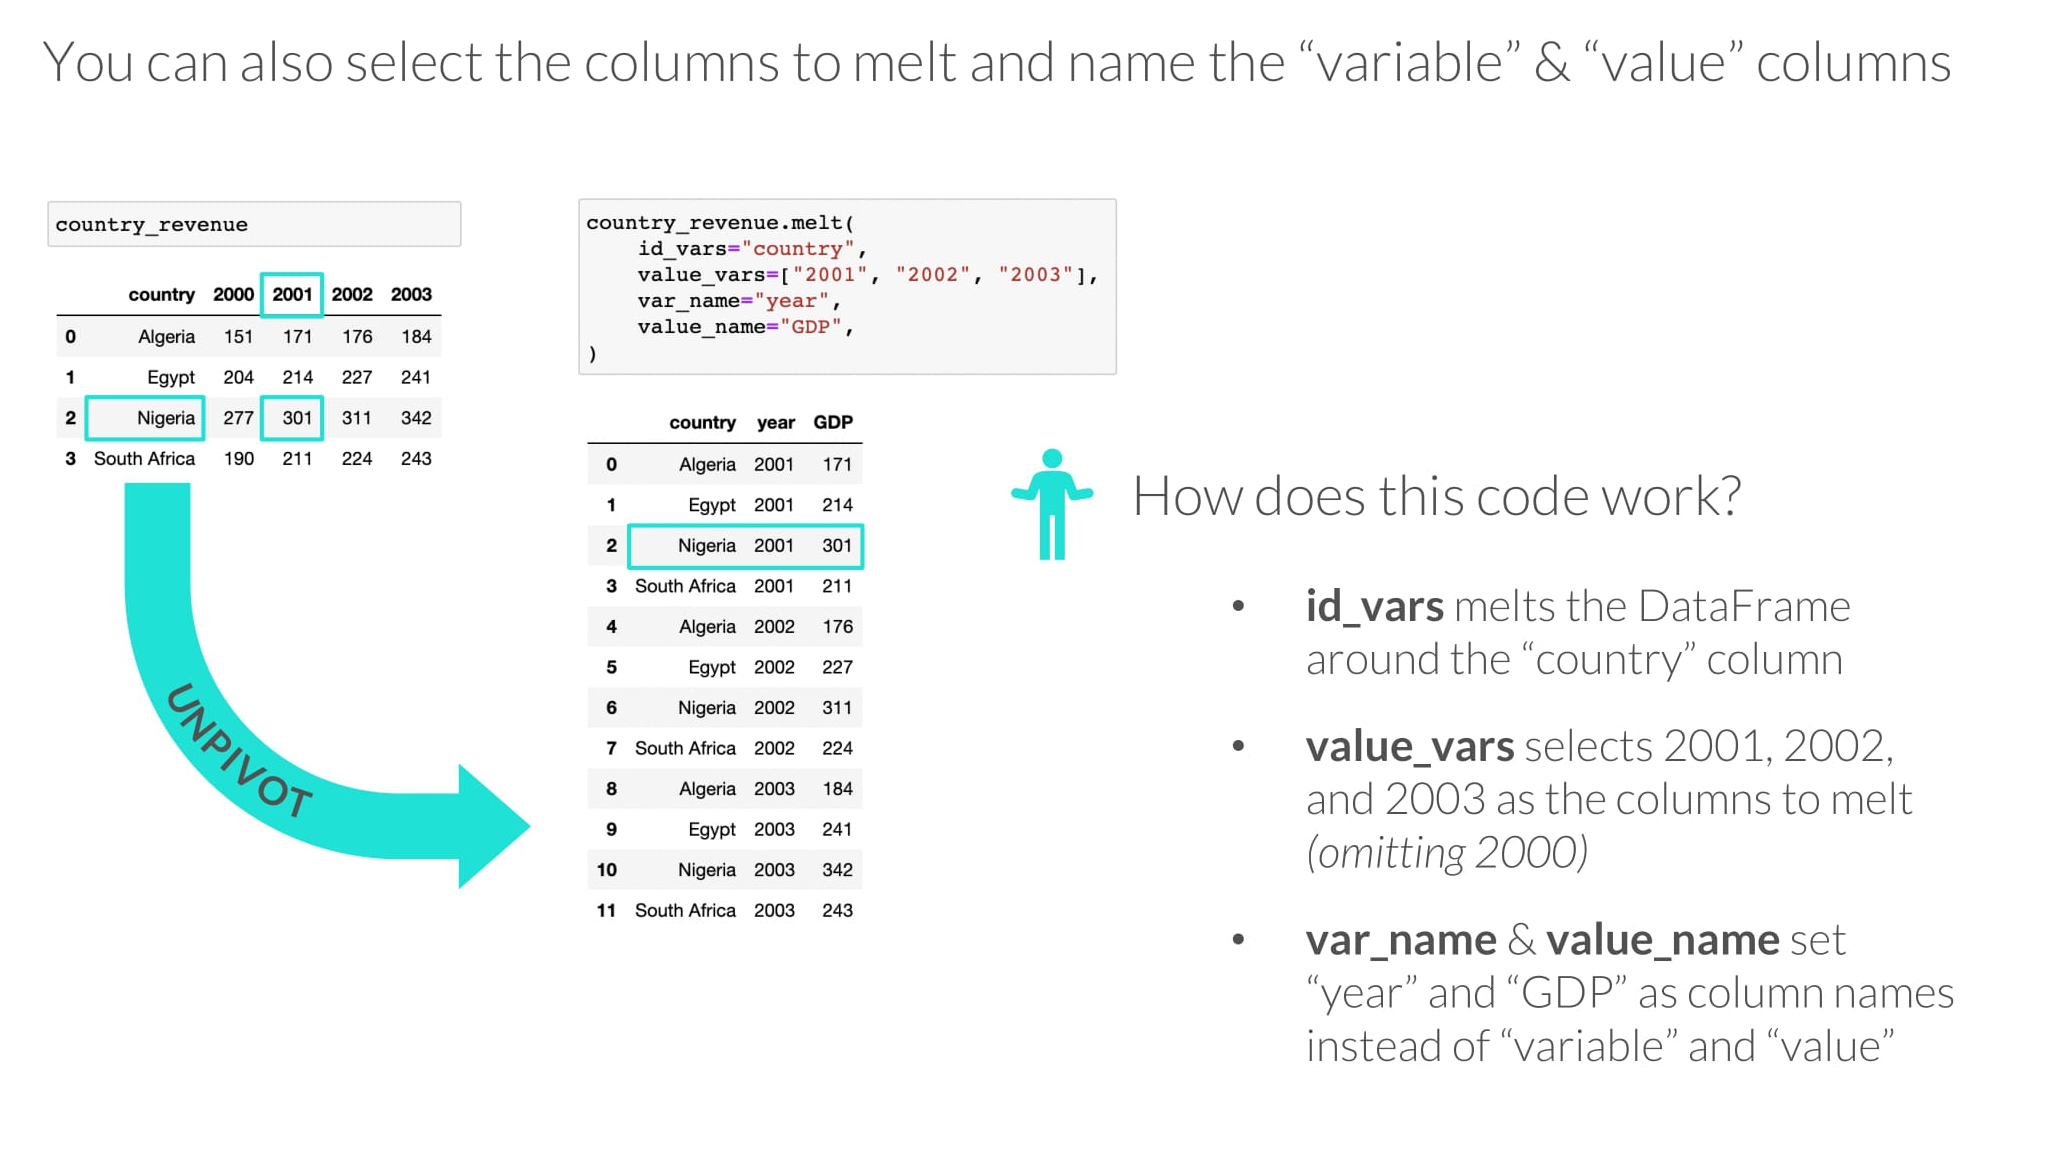 You can also select the columns to melt and name the “variable” & “value” columns
country_revenue
country 2000 2001 2002 2003
0 Algeria 151 171 176 184
1 Egypt 204 214 227 241
2 Nigeria 277 301 311 342
3 South Africa 190 211 224 243
UNPIVOT
country_revenue.melt(
id_vars="country",
value_vars=["2001", "2002", "2003"],
var_name="year",
value_name="GDP",
)
country year GDP
0 Algeria 2001 171
1 Egypt 2001 214
2 Nigeria 2001 301
3 South Africa 2001 211
4 Algeria 2002 176
5 Egypt 2002 227
6 Nigeria 2002 311
7 South Africa 2002 224
8 Algeria 2003 184
9 Egypt 2003 241
10 Nigeria 2003 342
11 South Africa 2003 243
How does this code work?
• id_vars melts the DataFrame
around the “country” column
• value_vars selects 2001, 2002,
and 2003 as the columns to melt
(omitting 2000)
• var_name & value_name set
“year” and “GDP” as column names
instead of “variable” and “value”